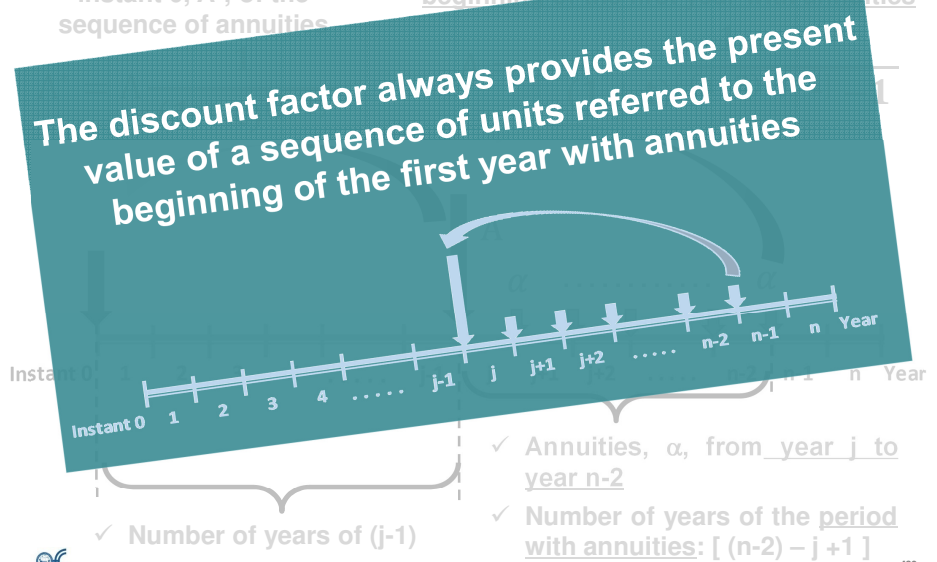 sequence of annuities
The discount factor always provides the present
value of a sequence of units referred to the
beginning of the first year with annuities
α
Instant 0 1 2 3 4 ..... j-1 j j+1 j+2 ..... n-2 n-1 n Year
Instant 0 1 n-1 n Year
✓ Annuities, α, from year j to
year n-2
✓ Number of years of the period
with annuities: [ (n-2) – j +1 ]
✓ Number of years of (j-1)